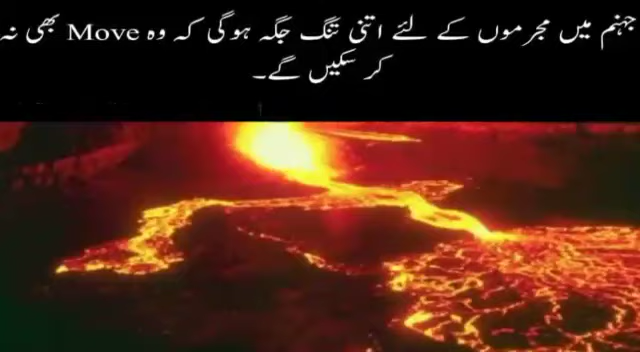 جہنم میں مجرموں کے لئے اتنی تنگ جگہ ہوگی کہ وہ Move بھی نہ
کر سکیں گے۔